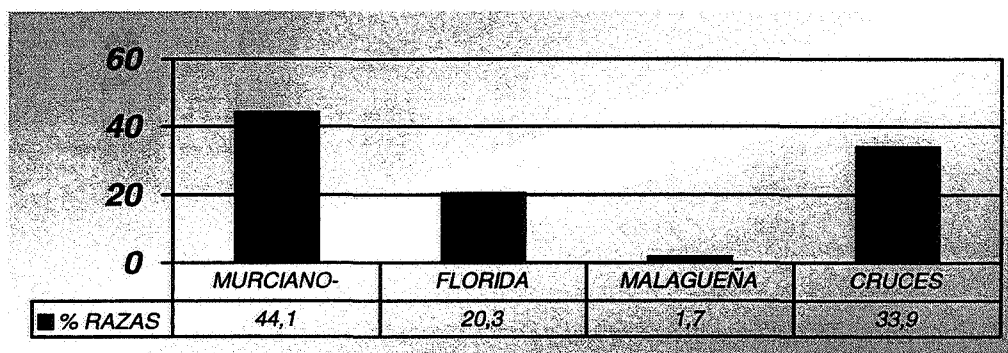 60
40
20
0
MURCIANO- FLORIDA MALAGUEÑA CRUCES
% RAZAS 44,1 20,3 1,7 33,9